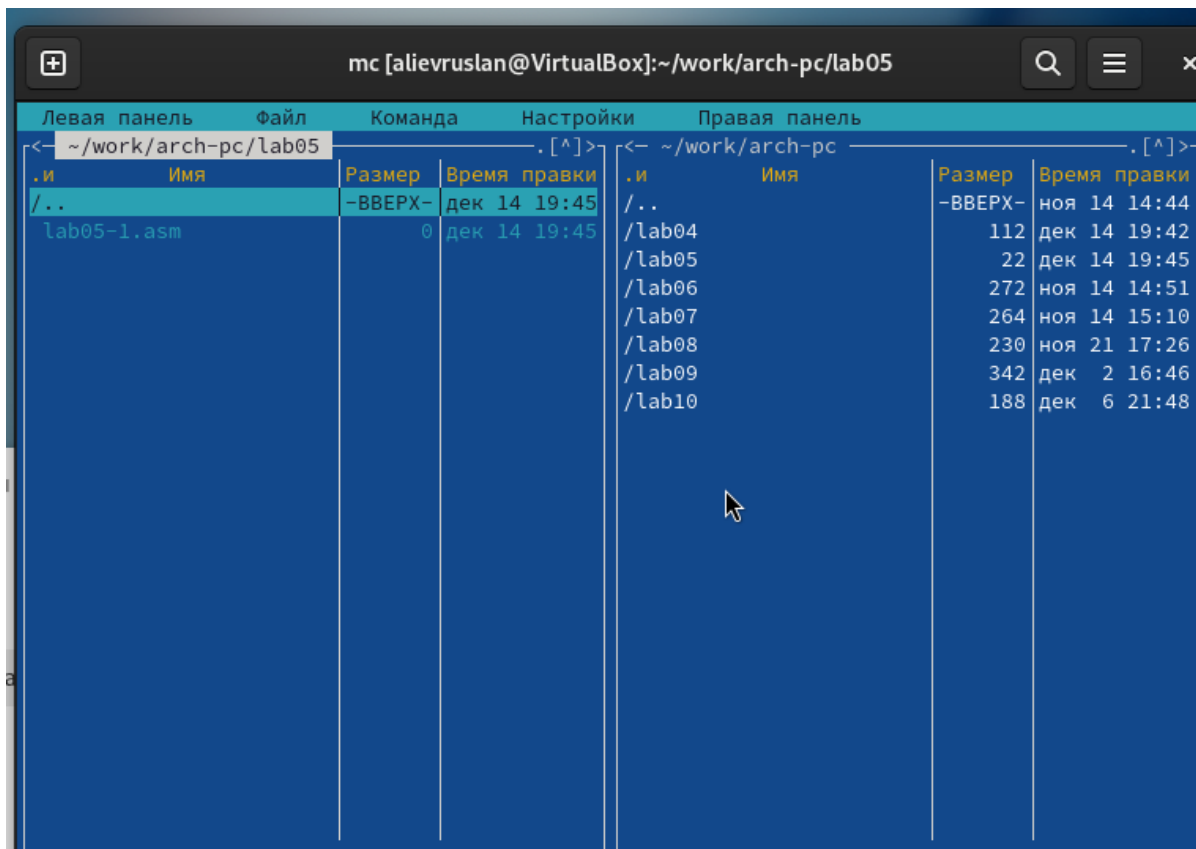 mc [alievruslan@VirtualBox]:~/work/arch-pc/lab05
Левая панель Файл Команда Настройки Правая панель
<— ~/work/arch-pc/lab05 —.[^]>
.и Имя Размер Время правки
/.. -ВВЕРХ- дек 14 19:45
lab05-1.asm 0 дек 14 19:45
<— ~/work/arch-pc —.[^]>
.и Имя Размер Время правки
/.. -ВВЕРХ- ноя 14 14:44
/lab04 112 дек 14 19:42
/lab05 22 дек 14 19:45
/lab06 272 ноя 14 14:51
/lab07 264 ноя 14 15:10
/lab08 230 ноя 21 17:26
/lab09 342 дек 2 16:46
/lab10 188 дек 6 21:48